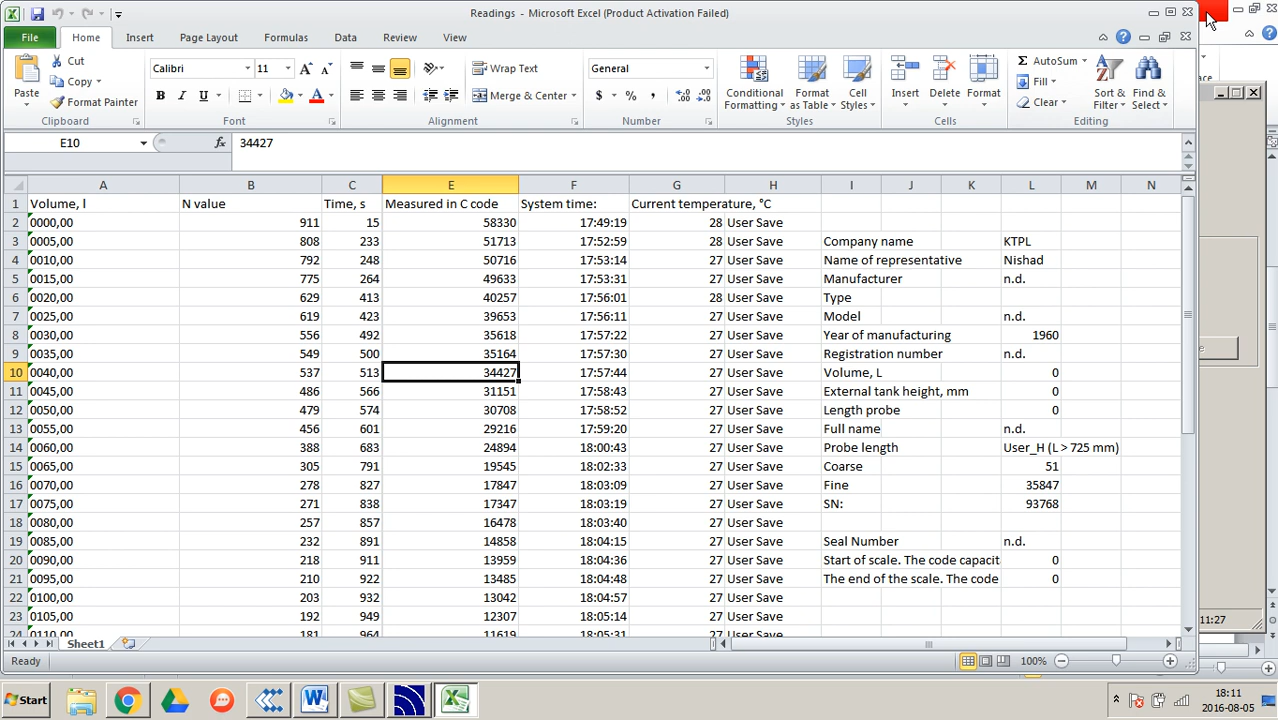 Readings - Microsoft Excel (Product Activation Failed)
File Home Insert Page Layout Formulas Data Review View
Paste Cut Copy Format Painter Clipboard
Calibri 11 B I U A Font
Wrap Text Merge & Center Alignment
General $ % , Number
Conditional Formatting Format as Table Cell Styles Styles
Insert Delete Format Cells
Σ AutoSum Fill Clear Sort & Filter Find & Select Editing
E10 fx 34427
A B C E F G H I J K L M N
1 Volume, l N value Time, s Measured in C code System time: Current temperature, °C
2 0000,00 911 15 58330 17:49:19 28 User Save
3 0005,00 808 233 51713 17:52:59 28 User Save Company name KTPL
4 0010,00 792 248 50716 17:53:14 27 User Save Name of representative Nishad
5 0015,00 775 264 49633 17:53:31 27 User Save Manufacturer n.d.
6 0020,00 629 413 40257 17:56:01 28 User Save Type
7 0025,00 619 423 39653 17:56:11 27 User Save Model n.d.
8 0030,00 556 492 35618 17:57:22 27 User Save Year of manufacturing 1960
9 0035,00 549 500 35164 17:57:30 27 User Save Registration number n.d.
10 0040,00 537 513 34427 17:57:44 27 User Save Volume, L 0
11 0045,00 486 566 31151 17:58:43 27 User Save External tank height, mm 0
12 0050,00 479 574 30708 17:58:52 27 User Save Length probe 0
13 0055,00 456 601 29216 17:59:20 27 User Save Full name n.d.
14 0060,00 388 683 24894 18:00:43 27 User Save Probe length User_H (L > 725 mm)
15 0065,00 305 791 19545 18:02:33 27 User Save Coarse 51
16 0070,00 278 827 17847 18:03:09 27 User Save Fine 35847
17 0075,00 271 838 17347 18:03:19 27 User Save SN: 93768
18 0080,00 257 857 16478 18:03:40 27 User Save
19 0085,00 232 891 14858 18:04:15 27 User Save Seal Number n.d.
20 0090,00 218 911 13959 18:04:36 27 User Save Start of scale. The code capacit 0
21 0095,00 210 922 13485 18:04:48 27 User Save The end of the scale. The code 0
22 0100,00 203 932 13042 18:04:57 27 User Save
23 0105,00 192 949 12307 18:05:14 27 User Save
24 0110,00 181 964 11619 18:05:31 27 User Save
Sheet1
11:27
Ready 100%
Start 18:11
2016-08-05